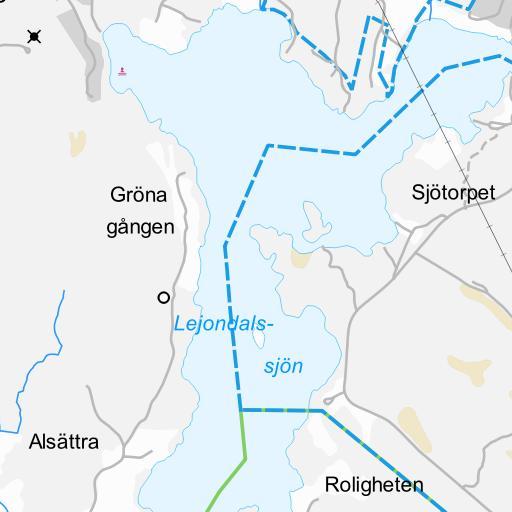 Gröna
gången
Sjötorpet
Lejondals-
sjön
Alsättra
Roligheten